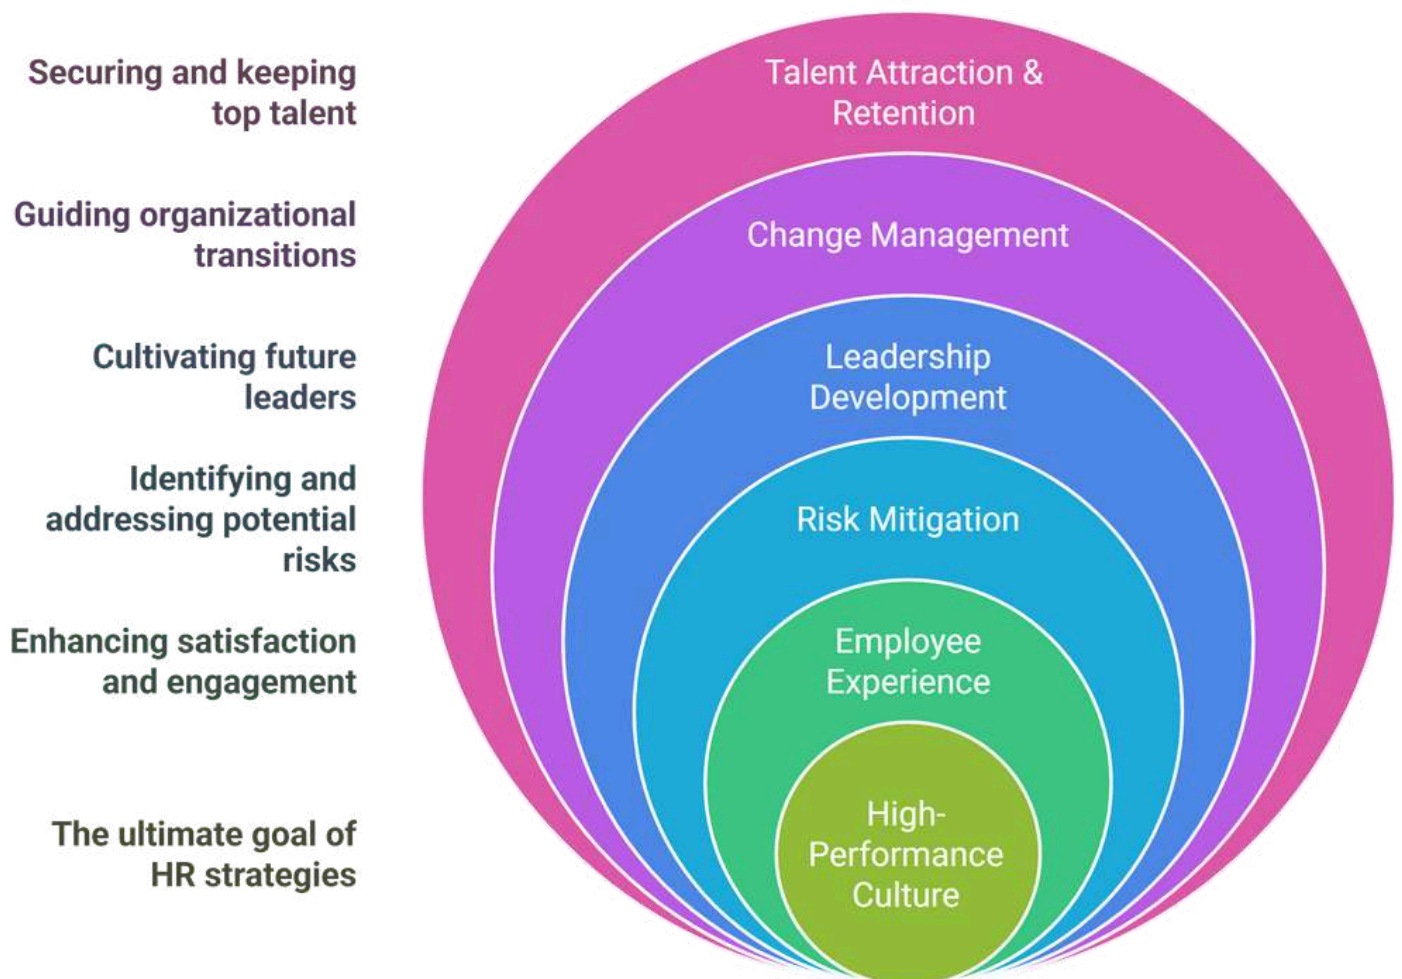 Securing and keeping
top talent
Talent Attraction &
Retention
Guiding organizational
transitions
Change Management
Cultivating future
leaders
Leadership
Development
Identifying and
addressing potential
risks
Risk Mitigation
Enhancing satisfaction
and engagement
Employee
Experience
The ultimate goal of
HR strategies
High-
Performance
Culture